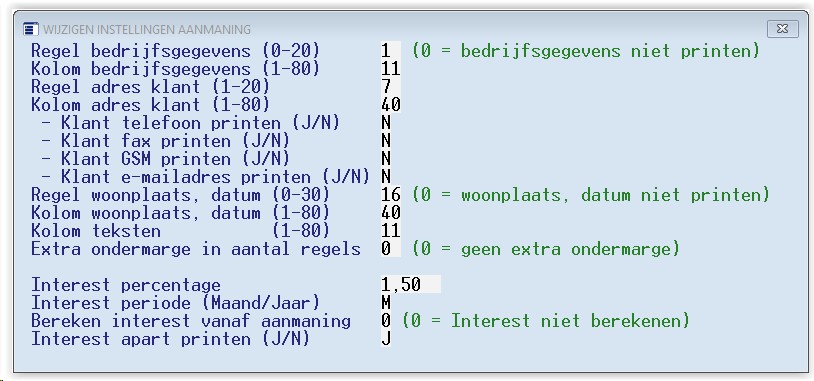 WIJZIGEN INSTELLINGEN AANMANING
Regel bedrijfsgegevens (0-20) 1 (0 = bedrijfsgegevens niet printen)
Kolom bedrijfsgegevens (1-80) 11
Regel adres klant (1-20) 7
Kolom adres klant (1-80) 40
- Klant telefoon printen (J/N) N
- Klant fax printen (J/N) N
- Klant GSM printen (J/N) N
- Klant e-mailadres printen (J/N) N
Regel woonplaats, datum (0-30) 16 (0 = woonplaats, datum niet printen)
Kolom woonplaats, datum (1-80) 40
Kolom teksten (1-80) 11
Extra ondermarge in aantal regels 0 (0 = geen extra ondermarge)
Interest percentage 1,50
Interest periode (Maand/Jaar) M
Bereken interest vanaf aanmaning 0 (0 = Interest niet berekenen)
Interest apart printen (J/N) J